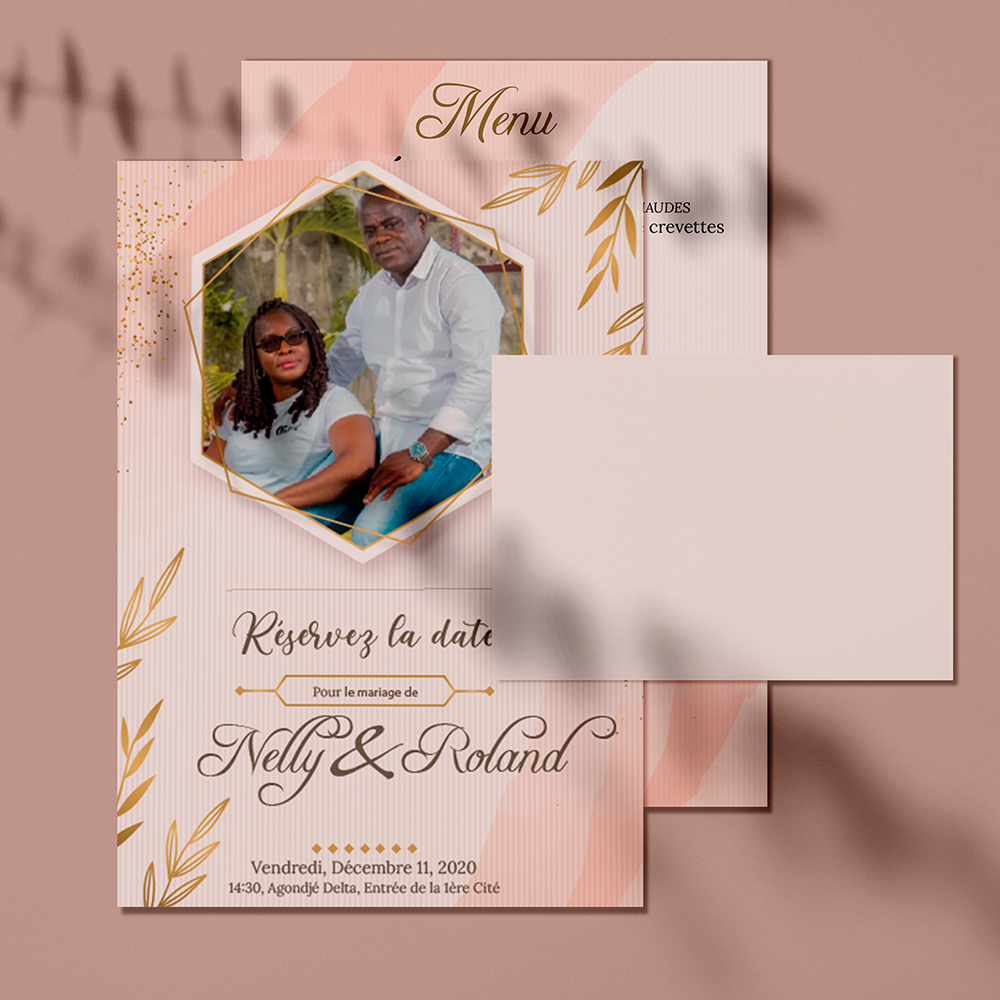 Menu
crevettes
Réservez la date
Pour le mariage de
Nelly & Roland
Vendredi, Décembre 11, 2020
14:30, Agondjé Delta, Entrée de la 1ère Cité